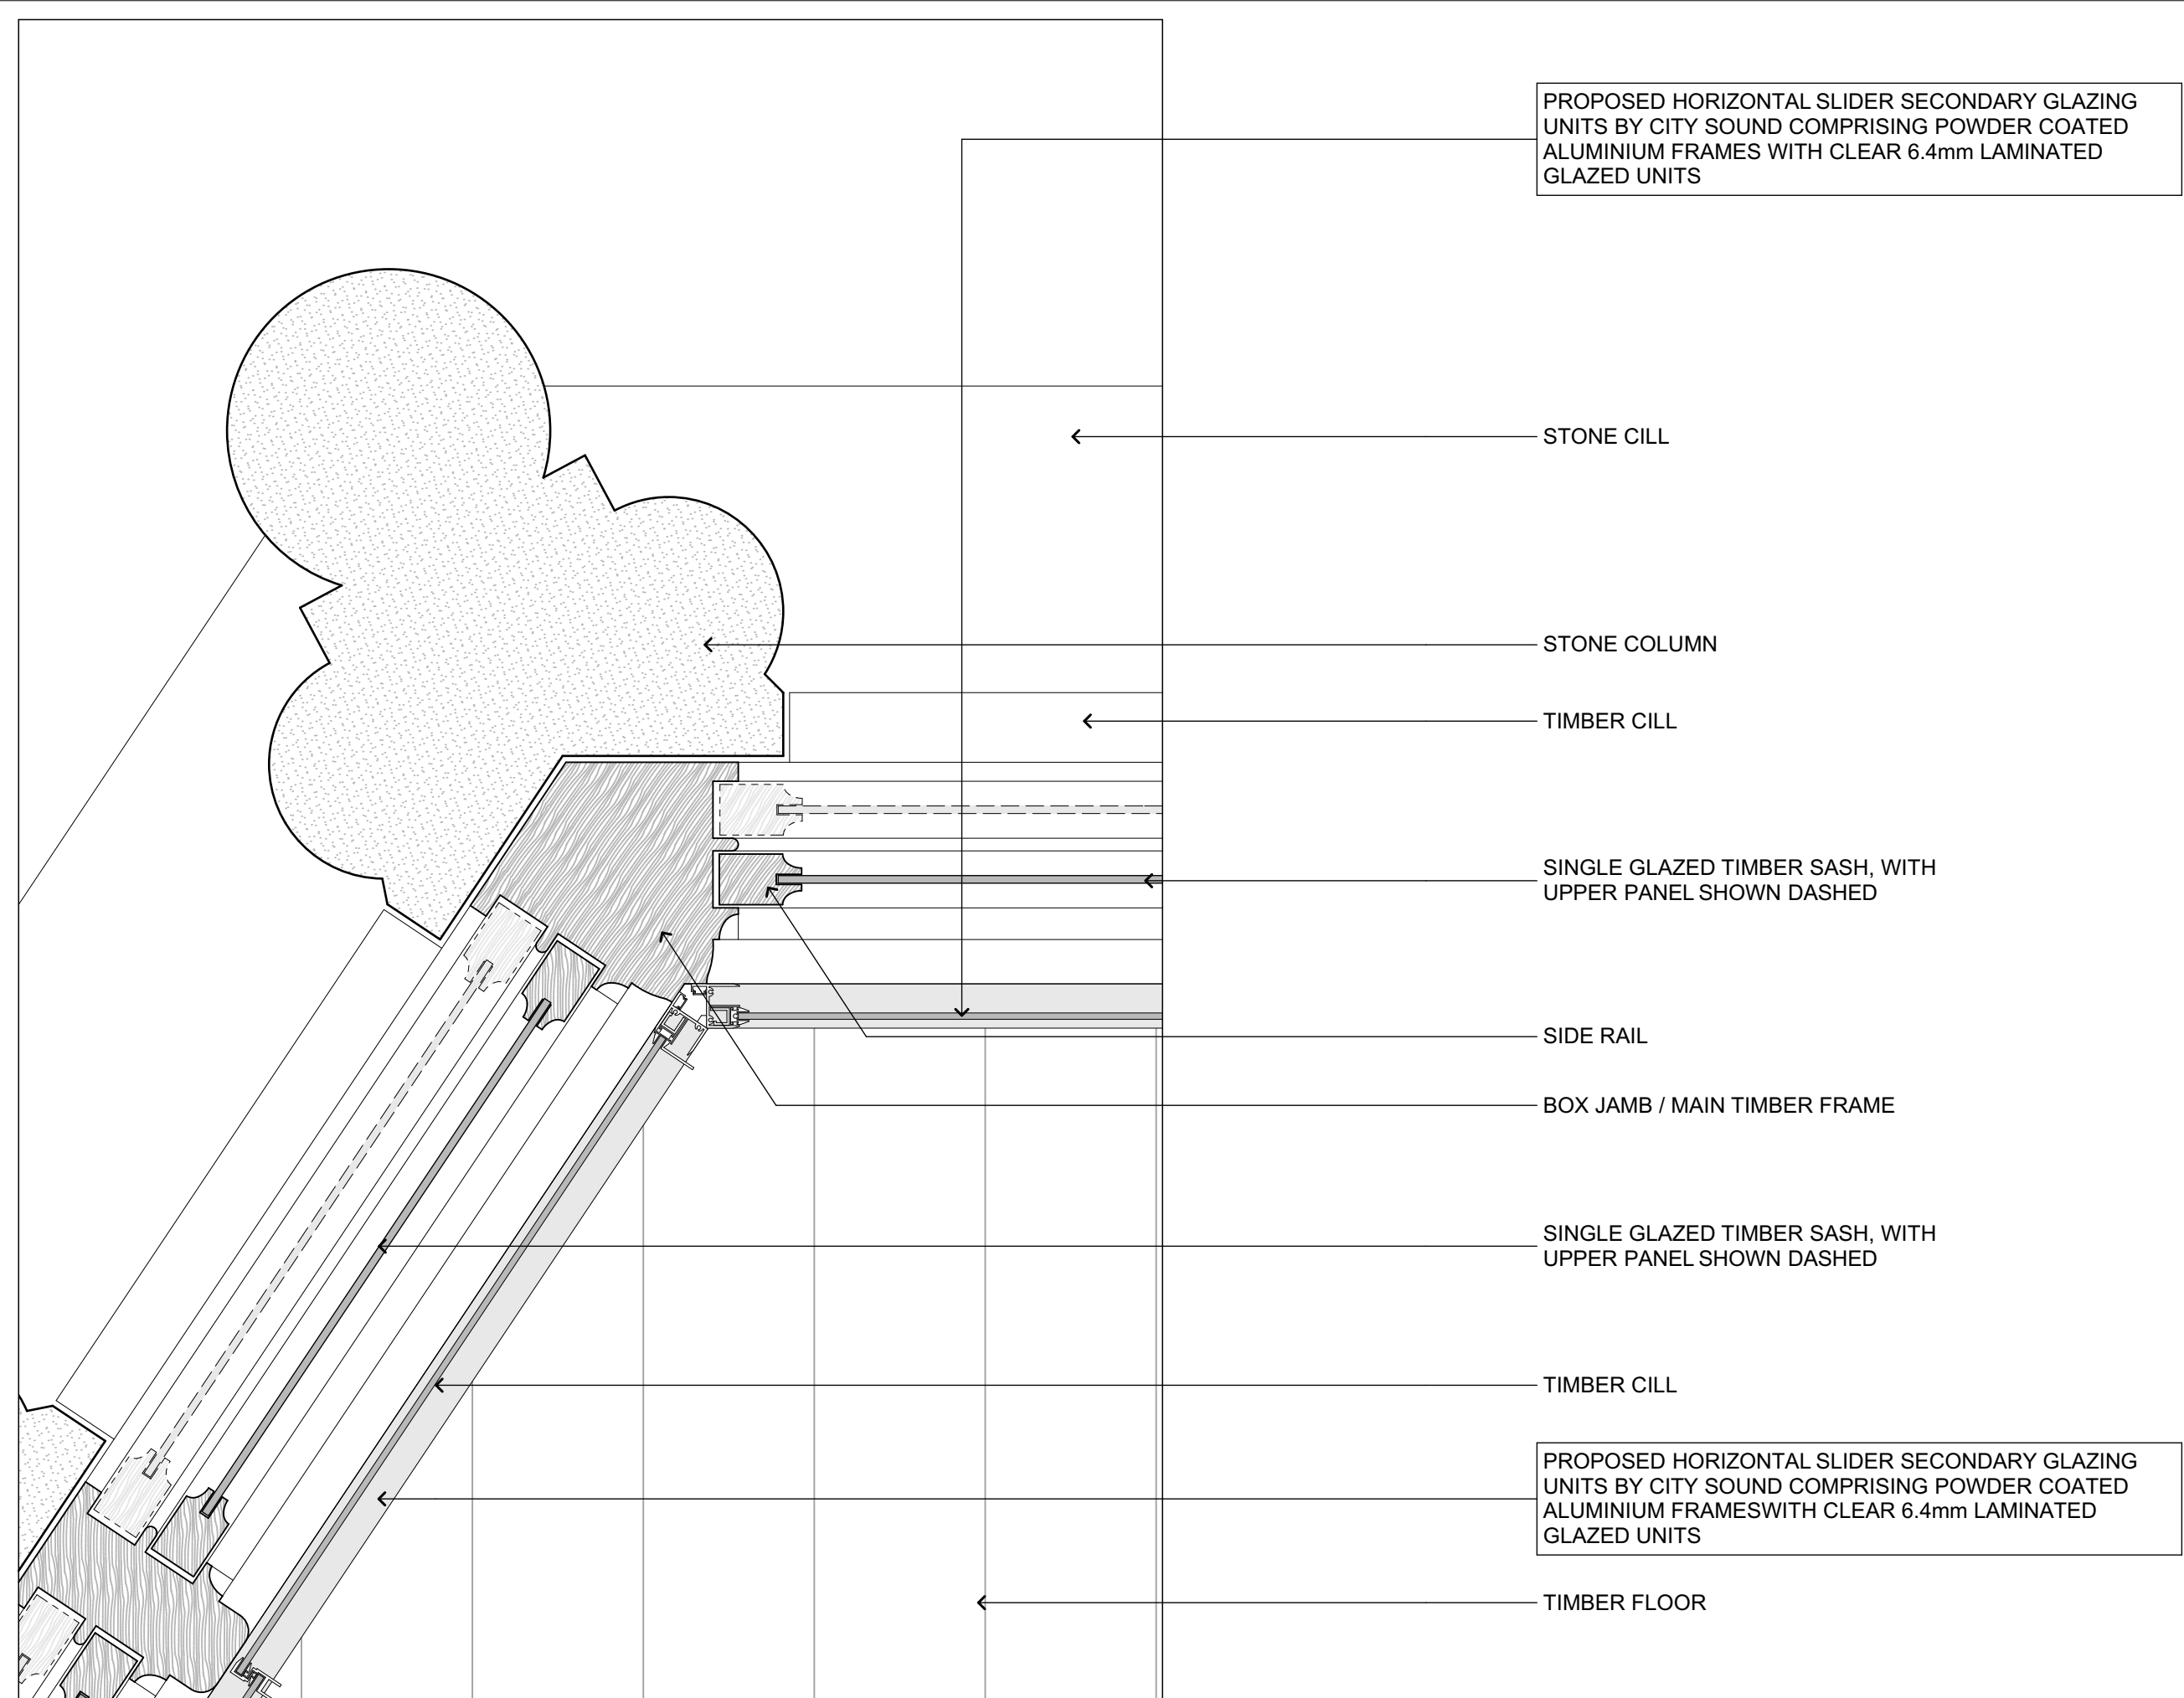 PROPOSED HORIZONTAL SLIDER SECONDARY GLAZING
UNITS BY CITY SOUND COMPRISING POWDER COATED
ALUMINIUM FRAMES WITH CLEAR 6.4mm LAMINATED
GLAZED UNITS
STONE CILL
STONE COLUMN
TIMBER CILL
SINGLE GLAZED TIMBER SASH, WITH
UPPER PANEL SHOWN DASHED
SIDE RAIL
BOX JAMB / MAIN TIMBER FRAME
SINGLE GLAZED TIMBER SASH, WITH
UPPER PANEL SHOWN DASHED
TIMBER CILL
PROPOSED HORIZONTAL SLIDER SECONDARY GLAZING
UNITS BY CITY SOUND COMPRISING POWDER COATED
ALUMINIUM FRAMESWITH CLEAR 6.4mm LAMINATED
GLAZED UNITS
TIMBER FLOOR